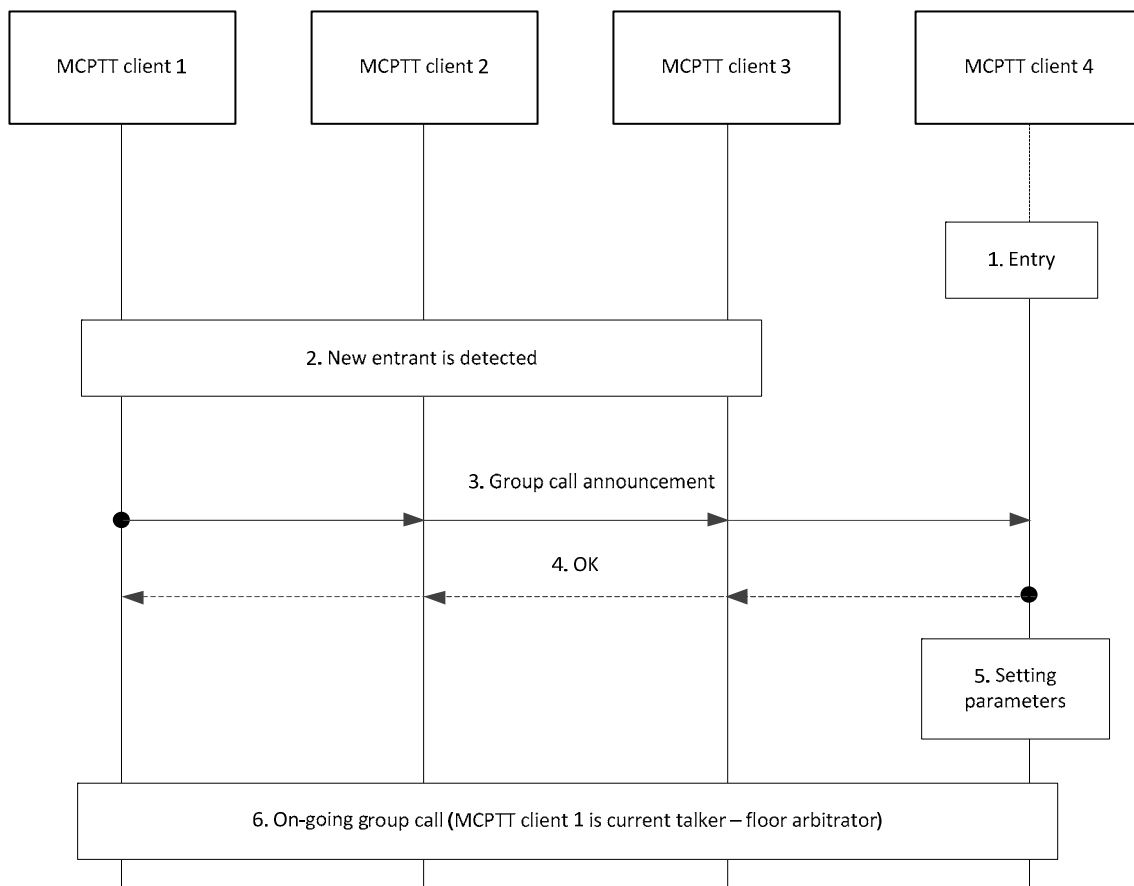 MCPTT client 1
MCPTT client 2
MCPTT client 3
MCPTT client 4
1. Entry
2. New entrant is detected
3. Group call announcement
4. OK
5. Setting
parameters
6. On-going group call (MCPTT client 1 is current talker – floor arbitrator)